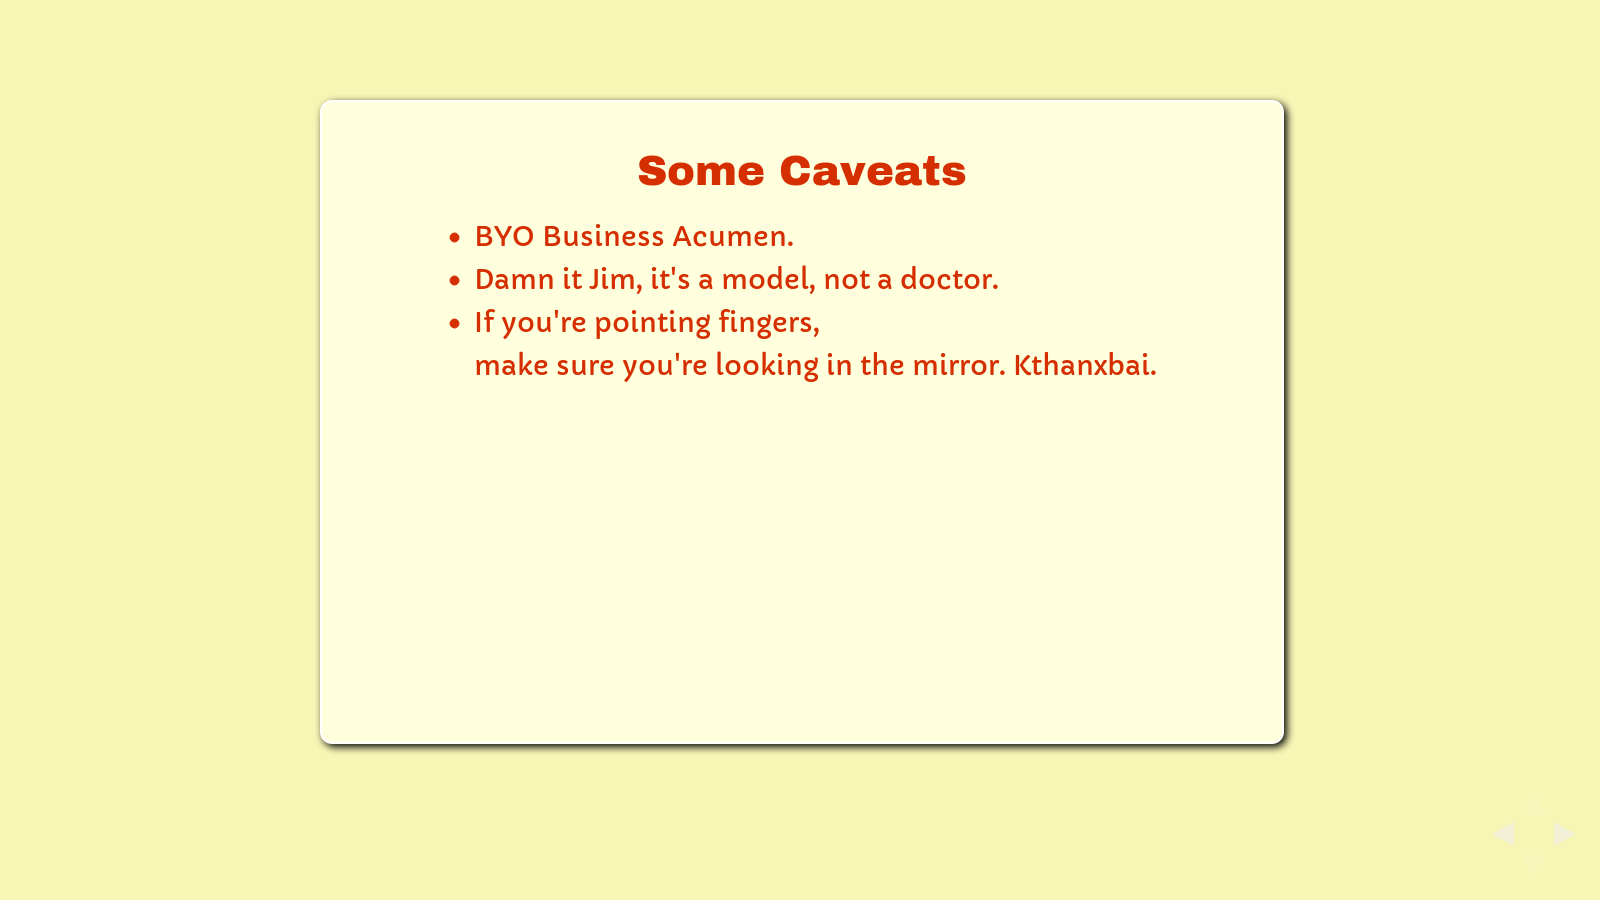 Some Caveats
BYO Business Acumen.
Damn it Jim, it's a model, not a doctor.
If you're pointing fingers,
make sure you're looking in the mirror. Kthanxbai.